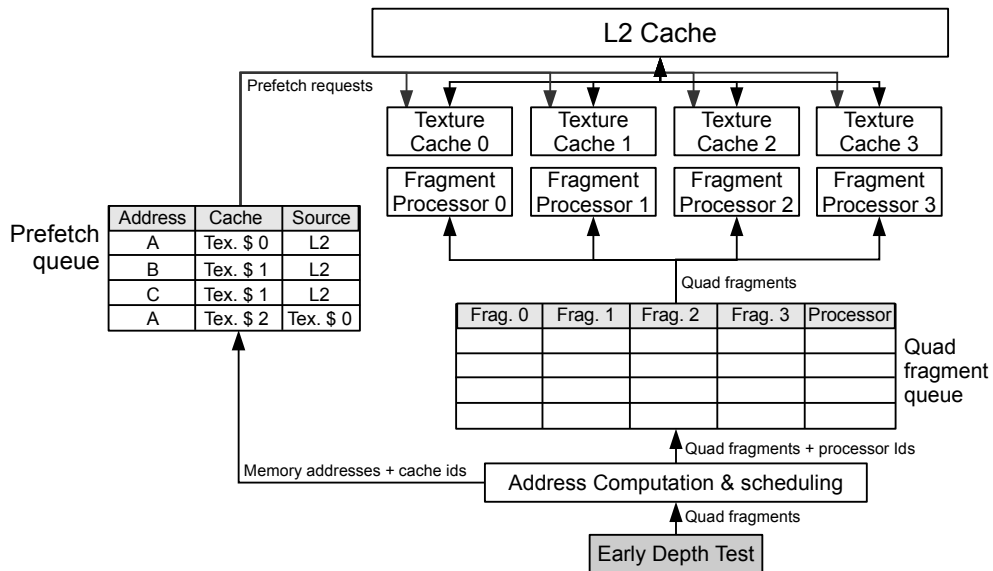 L2 Cache
Prefetch requests
Texture
Cache 0
Texture
Cache 1
Texture
Cache 2
Texture
Cache 3
Fragment
Processor 0
Fragment
Processor 1
Fragment
Processor 2
Fragment
Processor 3
Prefetch
queue
Address Cache Source
A Tex. $ 0 L2
B Tex. $ 1 L2
C Tex. $ 1 L2
A Tex. $ 2 Tex. $ 0
Quad fragments
Frag. 0 Frag. 1 Frag. 2 Frag. 3 Processor
Quad
fragment
queue
Quad fragments + processor Ids
Memory addresses + cache ids
Address Computation & scheduling
Quad fragments
Early Depth Test